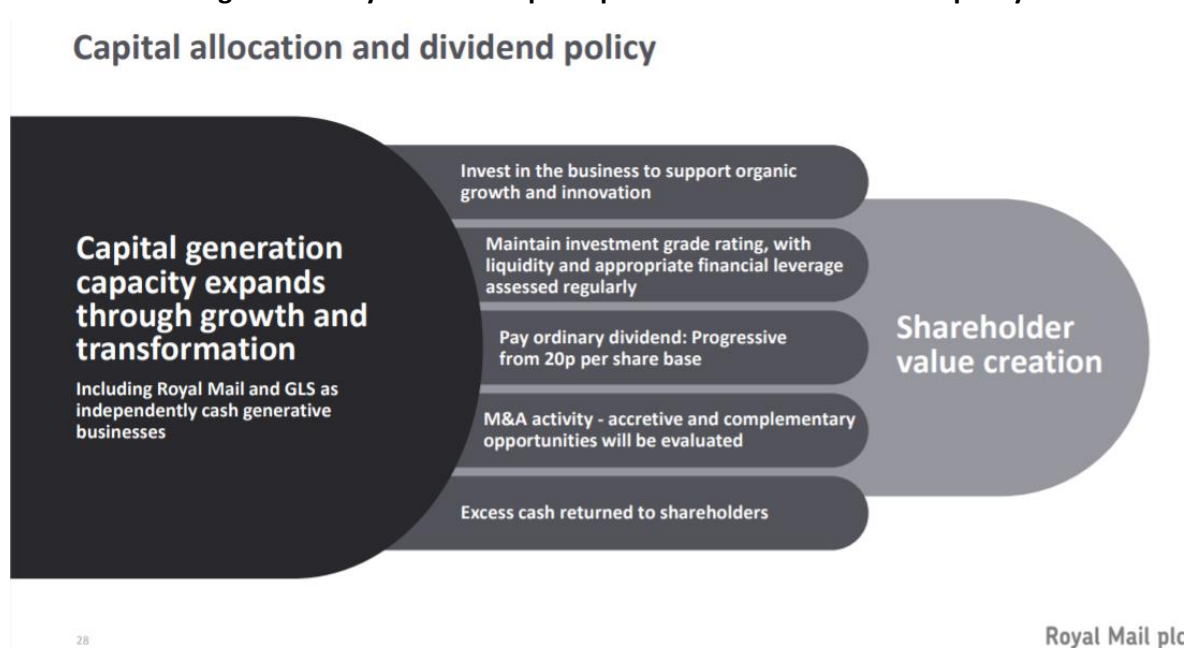 Capital allocation and dividend policy
Capital generation
capacity expands
through growth and
transformation
Including Royal Mail and GLS as
independently cash generative
businesses
Invest in the business to support organic
growth and innovation
Maintain investment grade rating, with
liquidity and appropriate financial leverage
assessed regularly
Pay ordinary dividend: Progressive
from 20p per share base
M&A activity - accretive and complementary
opportunities will be evaluated
Excess cash returned to shareholders
Shareholder
value creation
28
Royal Mail plc